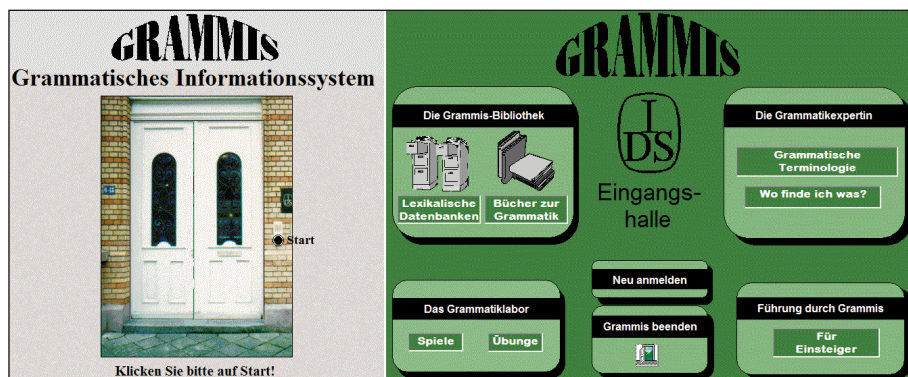 GRAMMIS
Grammatisches Informationssystem
Start
Klicken Sie bitte auf Start!
GRAMMIS
Die Grammis-Bibliothek
Lexikalische
Datenbanken
Bücher zur
Grammatik
IDS
Eingangs-
halle
Die Grammatikexpertin
Grammatische
Terminologie
Wo finde ich was?
Das Grammatiklabor
Spiele
Übunge
Neu anmelden
Grammis beenden
Führung durch Grammis
Für
Einsteiger